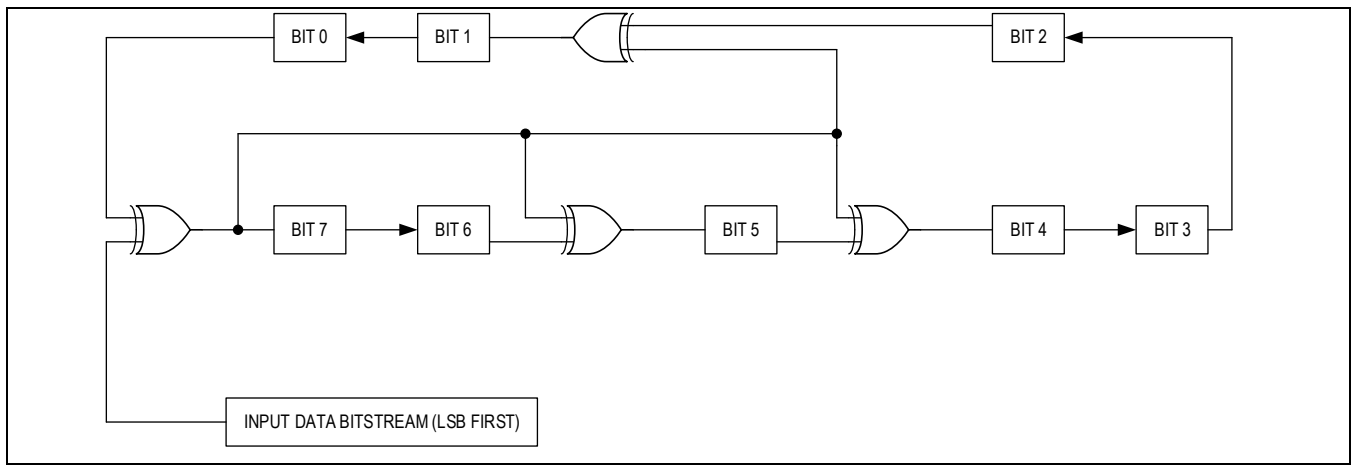 BIT 0
BIT 1
BIT 2
BIT 7
BIT 6
BIT 5
BIT 4
BIT 3
INPUT DATA BITSTREAM (LSB FIRST)